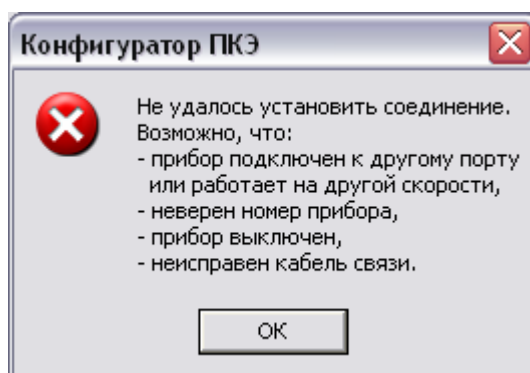 Конфигуратор ПКЭ
Не удалось установить соединение.
Возможно, что:
- прибор подключен к другому порту
или работает на другой скорости,
- неверен номер прибора,
- прибор выключен,
- неисправен кабель связи.
ОК